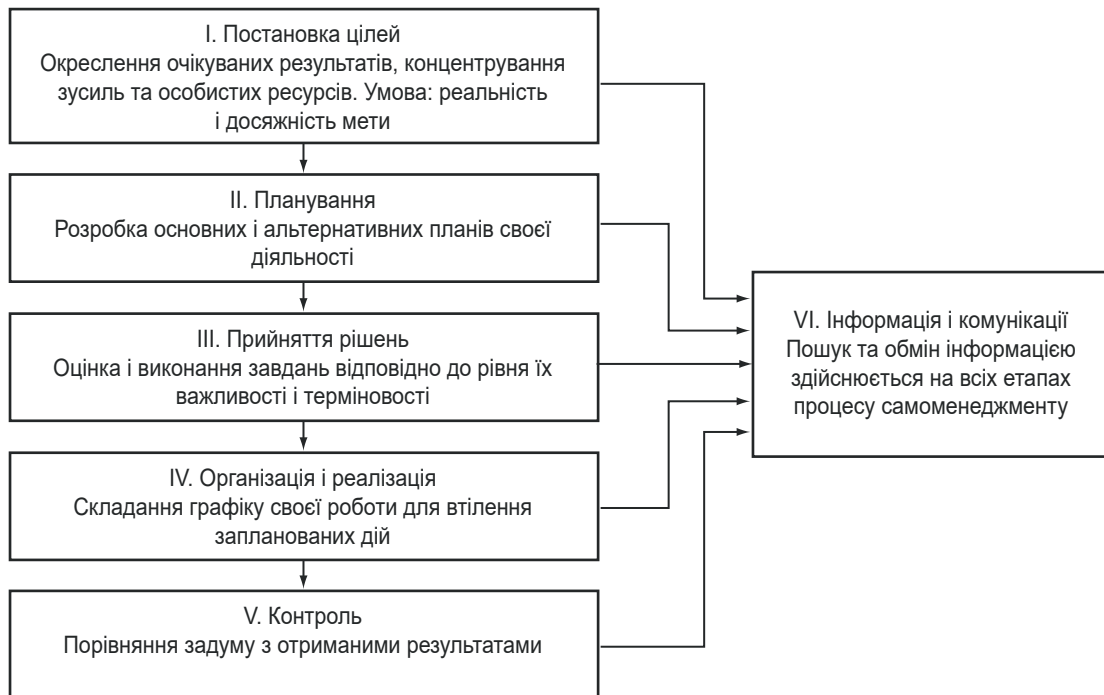 I. Постановка цілей
Окреслення очікуваних результатів, концентрування
зусиль та особистих ресурсів. Умова: реальність
і досяжність мети
II. Планування
Розробка основних і альтернативних планів своєї
діяльності
III. Прийняття рішень
Оцінка і виконання завдань відповідно до рівня їх
важливості і терміновості
IV. Організація і реалізація
Складання графіку своєї роботи для втілення
запланованих дій
V. Контроль
Порівняння задуму з отриманими результатами
VI. Інформація і комунікації
Пошук та обмін інформацією
здійснюється на всіх етапах
процесу самоменеджменту